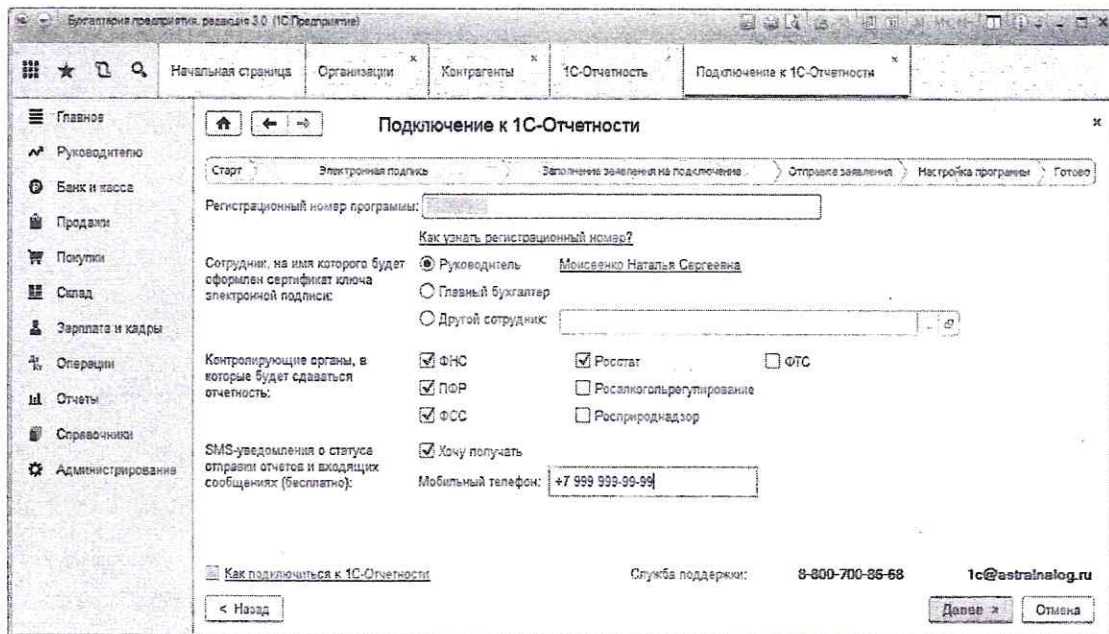 Бухгалтерия предприятия, редакция 3.0 (1С:Предприятие)
Начальная страница
Организации
Контрагенты
1С-Отчетность
Подключение к 1С-Отчетности
Главное
Руководителю
Банк и касса
Продажи
Покупки
Склад
Зарплата и кадры
Операции
Отчеты
Справочники
Администрирование
Подключение к 1С-Отчетности
Старт
Электронная подпись
Заполнение заявления на подключение
Отправка заявления
Настройка программы
Готово
Регистрационный номер программы:
Как узнать регистрационный номер?
Сотрудник, на имя которого будет
оформлен сертификат ключа
электронной подписи:
Руководитель Моисеенко Наталья Сергеевна
Главный бухгалтер
Другой сотрудник:
Контролирующие органы, в
которые будет сдаваться
отчетность:
ФНС Росстат ФТС
ПФР Росалкогольрегулирование
ФСС Росприроднадзор
SMS-уведомления о статусе
отправки отчетов и входящих
сообщениях (бесплатно):
Хочу получать
Мобильный телефон: +7 999 999-99-99
Как подключиться к 1С-Отчетности
Служба поддержки: 8-800-700-86-68 1c@astralnalog.ru
< Назад
Далее >
Отмена